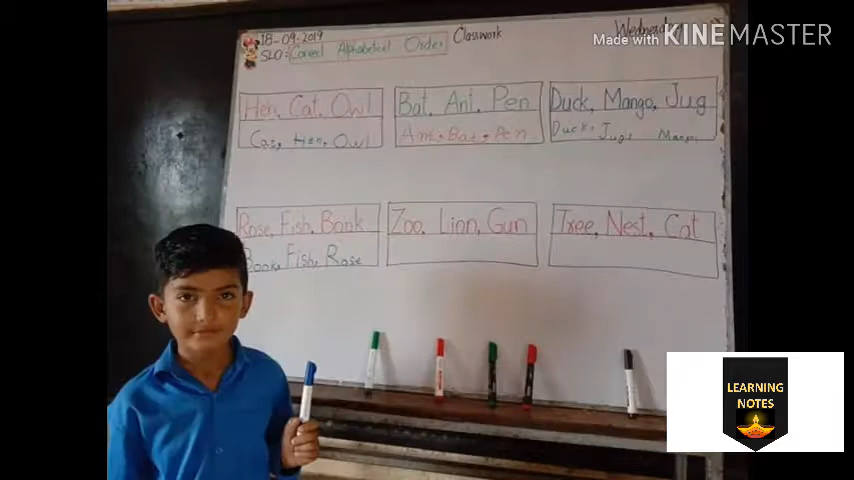 18-09-2019 Classwork Wednesday
Made with KINEMASTER
SLO: Correct Alphabetical Order
Hen, Cat, Owl
Cat, Hen, Owl
Bat, Ant, Pen
Ant, Bat, Pen
Duck, Mango, Jug
Duck, Jug, Mango
Rose, Fish, Book
Book, Fish, Rose
Zoo, Lion, Gun
Tree, Nest, Cat
LEARNING
NOTES